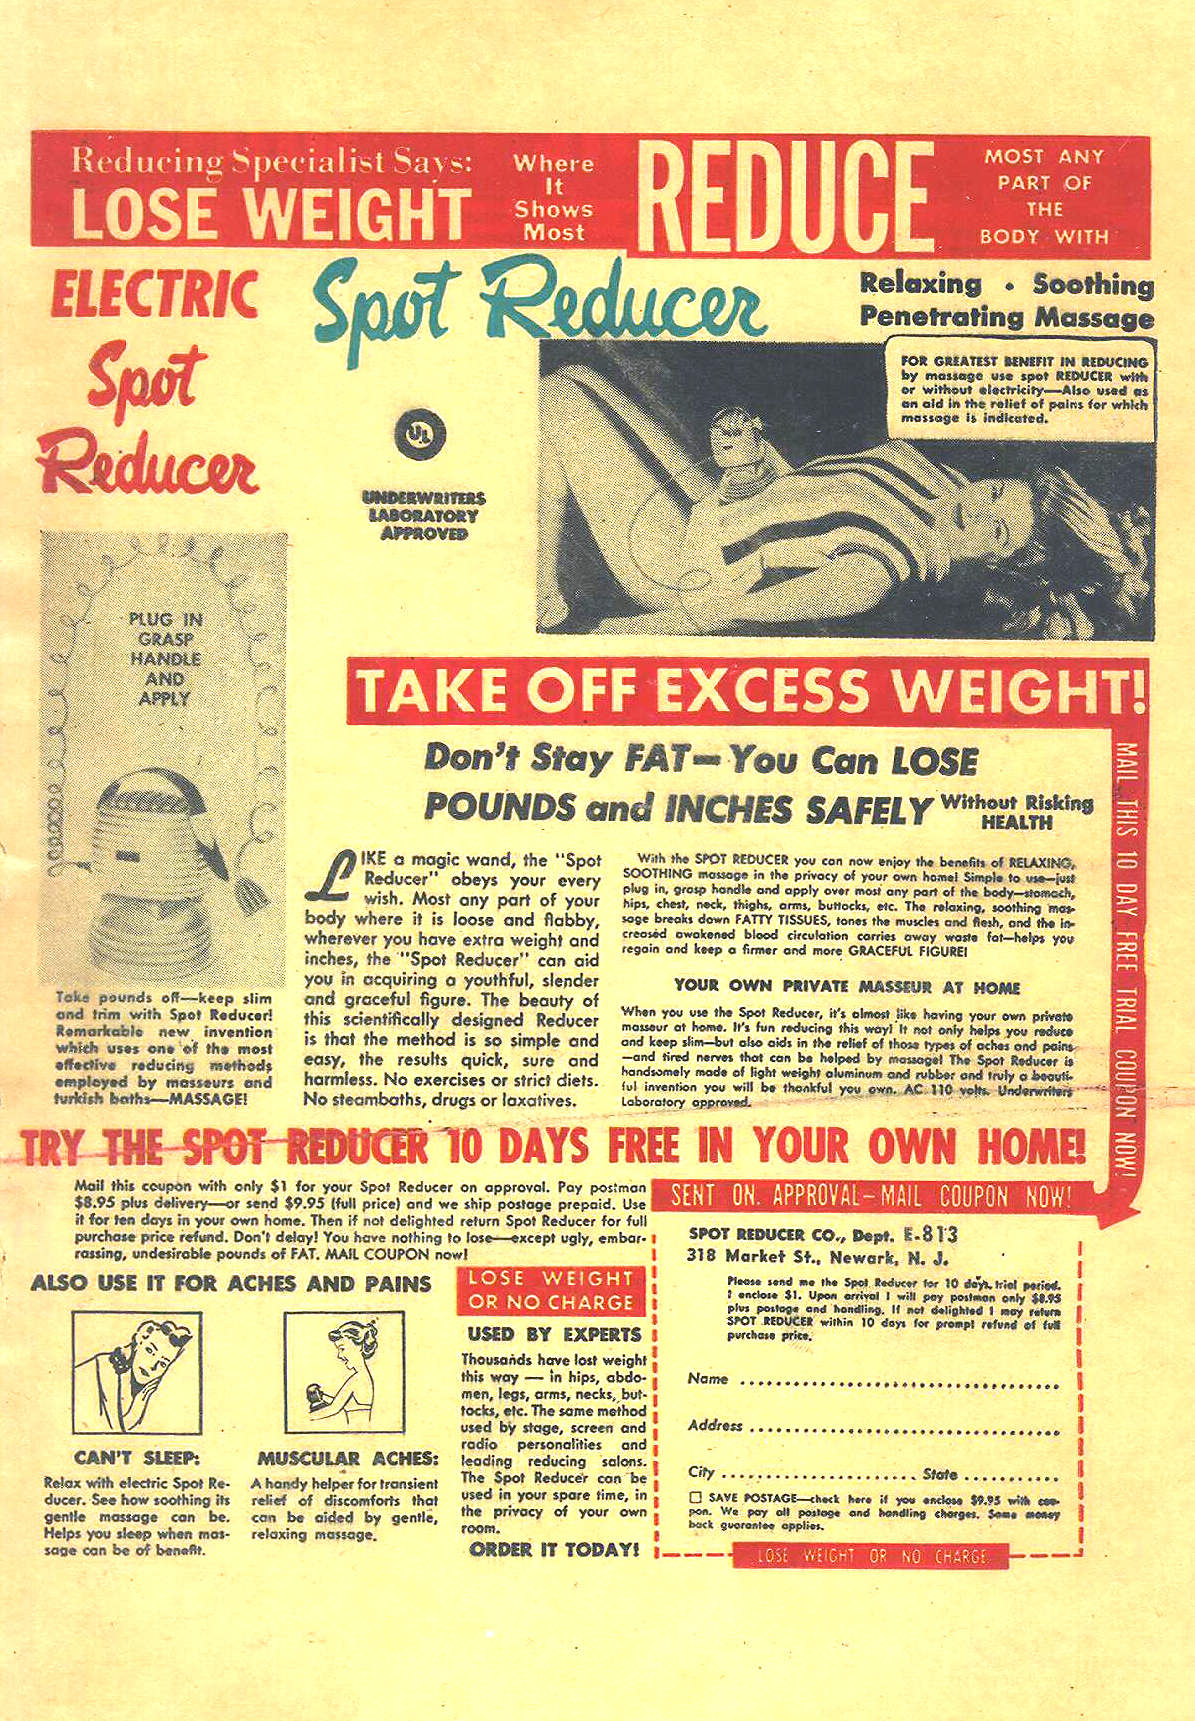 Reducing Specialist Says:
LOSE WEIGHT
Where
It
Shows
Most
REDUCE
MOST ANY
PART OF
THE
BODY WITH
ELECTRIC
Spot
Reducer
Spot Reducer
Relaxing • Soothing
Penetrating Massage
FOR GREATEST BENEFIT IN REDUCING
by massage use spot REDUCER with
or without electricity—Also used as
an aid in the relief of pains for which
massage is indicated.
UL
UNDERWRITERS
LABORATORY
APPROVED
PLUG IN
GRASP
HANDLE
AND
APPLY
Take pounds off—keep slim
and trim with Spot Reducer!
Remarkable new invention
which uses one of the most
effective reducing methods
employed by masseurs and
turkish baths—MASSAGE!
TAKE OFF EXCESS WEIGHT!
MAIL THIS 10 DAY FREE TRIAL COUPON NOW!
Don't Stay FAT—You Can LOSE
POUNDS and INCHES SAFELY Without Risking
HEALTH
LIKE a magic wand, the "Spot
Reducer" obeys your every
wish. Most any part of your
body where it is loose and flabby,
wherever you have extra weight and
inches, the "Spot Reducer" can aid
you in acquiring a youthful, slender
and graceful figure. The beauty of
this scientifically designed Reducer
is that the method is so simple and
easy, the results quick, sure and
harmless. No exercises or strict diets.
No steambaths, drugs or laxatives.
With the SPOT REDUCER you can now enjoy the benefits of RELAXING,
SOOTHING massage in the privacy of your own home! Simple to use—just
plug in, grasp handle and apply over most any part of the body—stomach,
hips, chest, neck, thighs, arms, buttocks, etc. The relaxing, soothing mas-
sage breaks down FATTY TISSUES, tones the muscles and flesh, and the in-
creased awakened blood circulation carries away waste fat—helps you
regain and keep a firmer and more GRACEFUL FIGURE!
YOUR OWN PRIVATE MASSEUR AT HOME
When you use the Spot Reducer, it's almost like having your own private
masseur at home. It's fun reducing this way! It not only helps you reduce
and keep slim—but also aids in the relief of those types of aches and pains
—and tired nerves that can be helped by massage! The Spot Reducer is
handsomely made of light weight aluminum and rubber and truly a beauti-
ful invention you will be thankful you own. AC 110 volts. Underwriters
Laboratory approved.
TRY THE SPOT REDUCER 10 DAYS FREE IN YOUR OWN HOME!
Mail this coupon with only $1 for your Spot Reducer on approval. Pay postman
$8.95 plus delivery—or send $9.95 (full price) and we ship postage prepaid. Use
it for ten days in your own home. Then if not delighted return Spot Reducer for full
purchase price refund. Don't delay! You have nothing to lose—except ugly, embar-
rassing, undesirable pounds of FAT. MAIL COUPON now!
ALSO USE IT FOR ACHES AND PAINS
CAN'T SLEEP:
Relax with electric Spot Re-
ducer. See how soothing its
gentle massage can be.
Helps you sleep when mas-
sage can be of benefit.
MUSCULAR ACHES:
A handy helper for transient
relief of discomforts that
can be aided by gentle,
relaxing massage.
LOSE WEIGHT
OR NO CHARGE
USED BY EXPERTS
Thousands have lost weight
this way — in hips, abdo-
men, legs, arms, necks, but-
tocks, etc. The same method
used by stage, screen and
radio personalities and
leading reducing salons.
The Spot Reducer can be
used in your spare time, in
the privacy of your own
room.
ORDER IT TODAY!
SENT ON APPROVAL—MAIL COUPON NOW!
SPOT REDUCER CO., Dept. E-813
318 Market St., Newark, N. J.
Please send me the Spot Reducer for 10 days trial period.
I enclose $1. Upon arrival I will pay postman only $8.95
plus postage and handling. If not delighted I may return
SPOT REDUCER within 10 days for prompt refund of full
purchase price.
Name
Address
City State
SAVE POSTAGE—check here if you enclose $9.95 with cou-
pon. We pay all postage and handling charges. Same money
back guarantee applies.
LOSE WEIGHT OR NO CHARGE